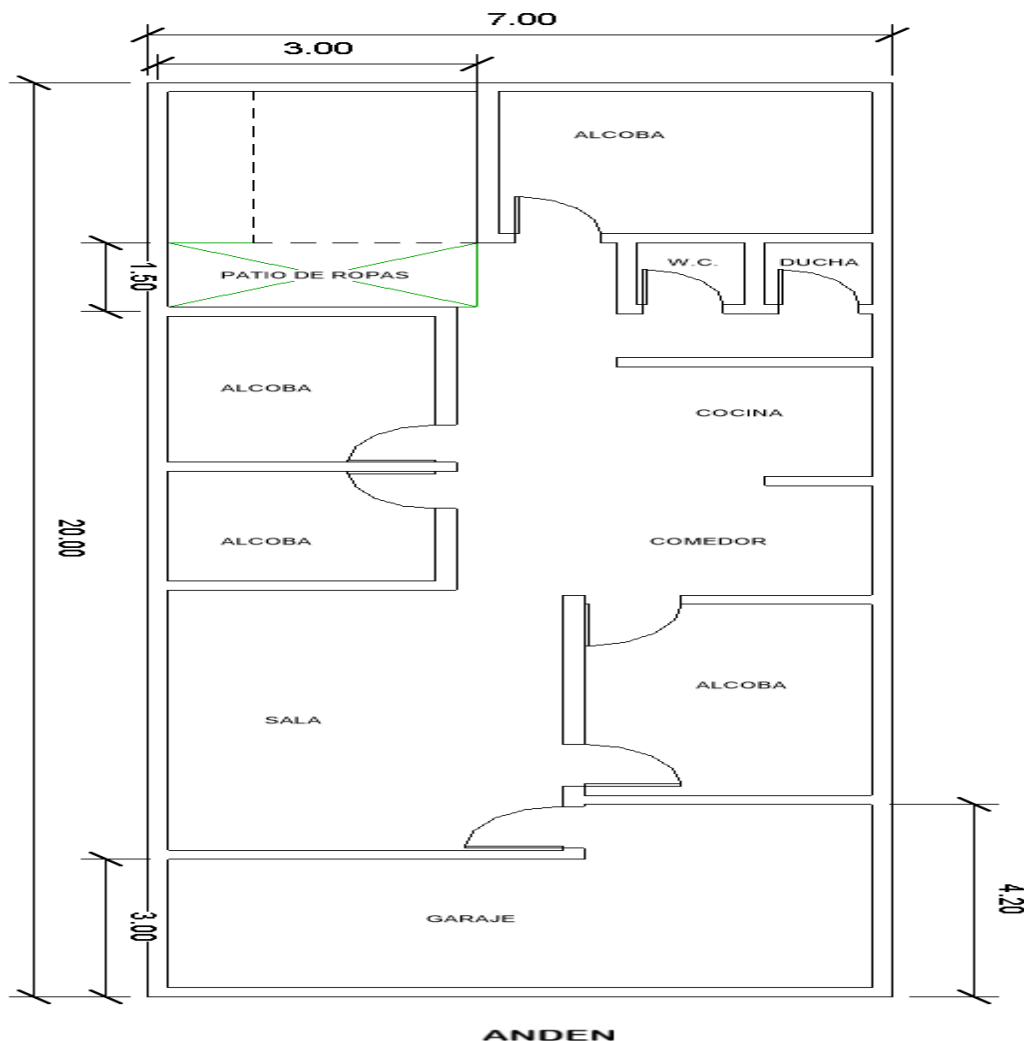 7.00
3.00
ALCOBA
W.C.
DUCHA
PATIO DE ROPAS
1.50
ALCOBA
COCINA
20.00
ALCOBA
COMEDOR
ALCOBA
SALA
4.20
3.00
GARAJE
ANDEN